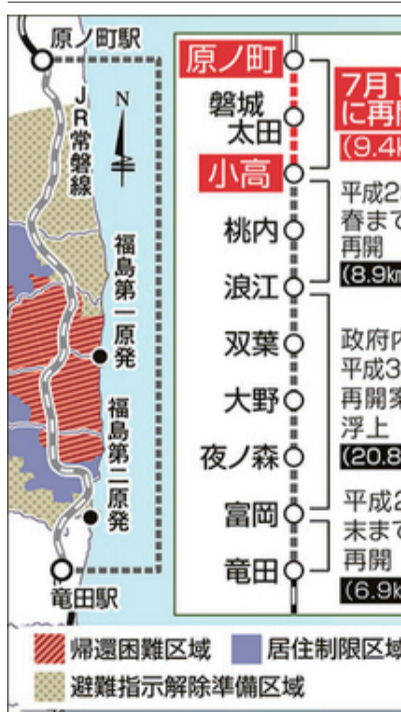 原ノ町駅
JR常磐線
N
福島第一原発
福島第二原発
竜田駅
原ノ町
磐城
太田
小高
桃内
浪江
双葉
大野
夜ノ森
富岡
竜田
7月1
に再開
(9.4k
平成2
春まで
再開
(8.9km
政府内
平成3
再開案
浮上
(20.8
平成2
末まで
再開
(6.9k
帰還困難区域
居住制限区域
避難指示解除準備区域